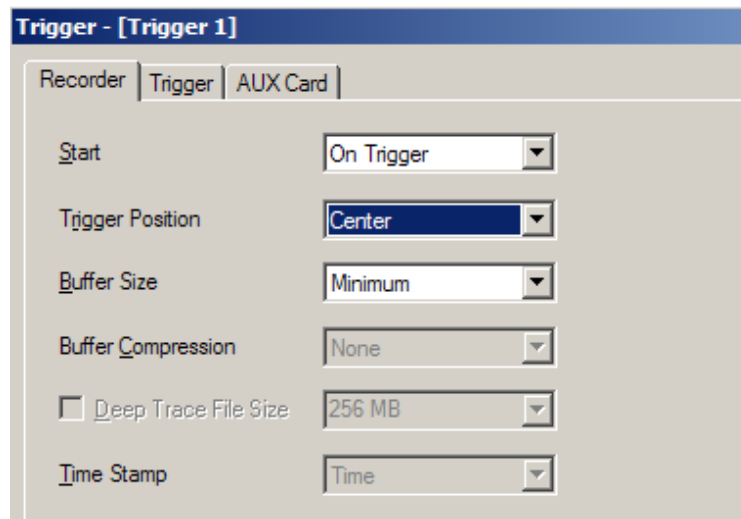 Trigger - [Trigger 1]
Recorder Trigger AUX Card
Start On Trigger
Trigger Position Center
Buffer Size Minimum
Buffer Compression None
Deep Trace File Size 256 MB
Time Stamp Time